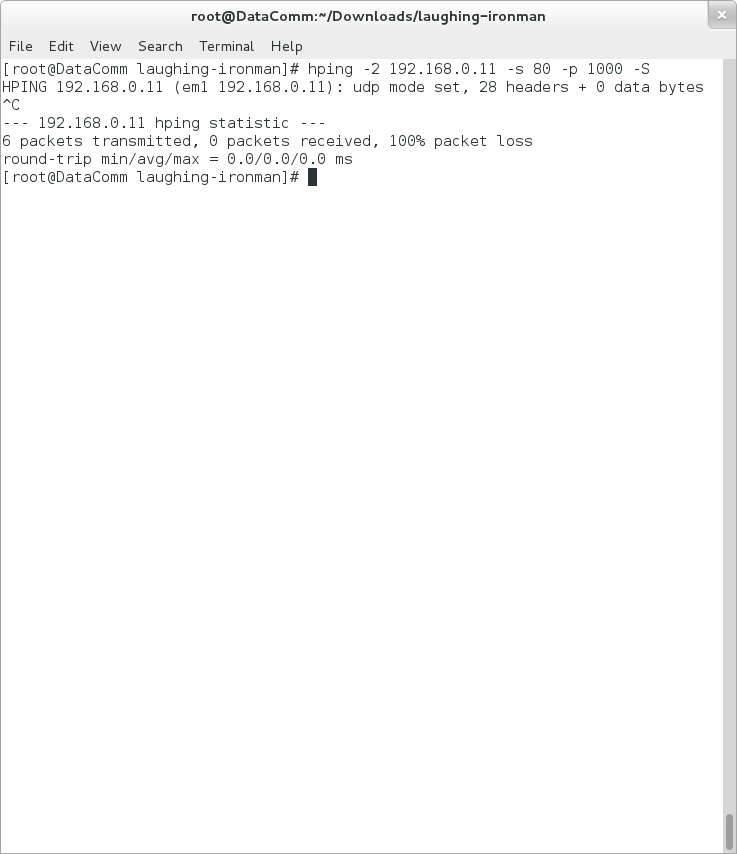 root@DataComm:~/Downloads/laughing-ironman
File Edit View Search Terminal Help
[root@DataComm laughing-ironman]# hping -2 192.168.0.11 -s 80 -p 1000 -S
HPING 192.168.0.11 (em1 192.168.0.11): udp mode set, 28 headers + 0 data bytes
^C
--- 192.168.0.11 hping statistic ---
6 packets transmitted, 0 packets received, 100% packet loss
round-trip min/avg/max = 0.0/0.0/0.0 ms
[root@DataComm laughing-ironman]#